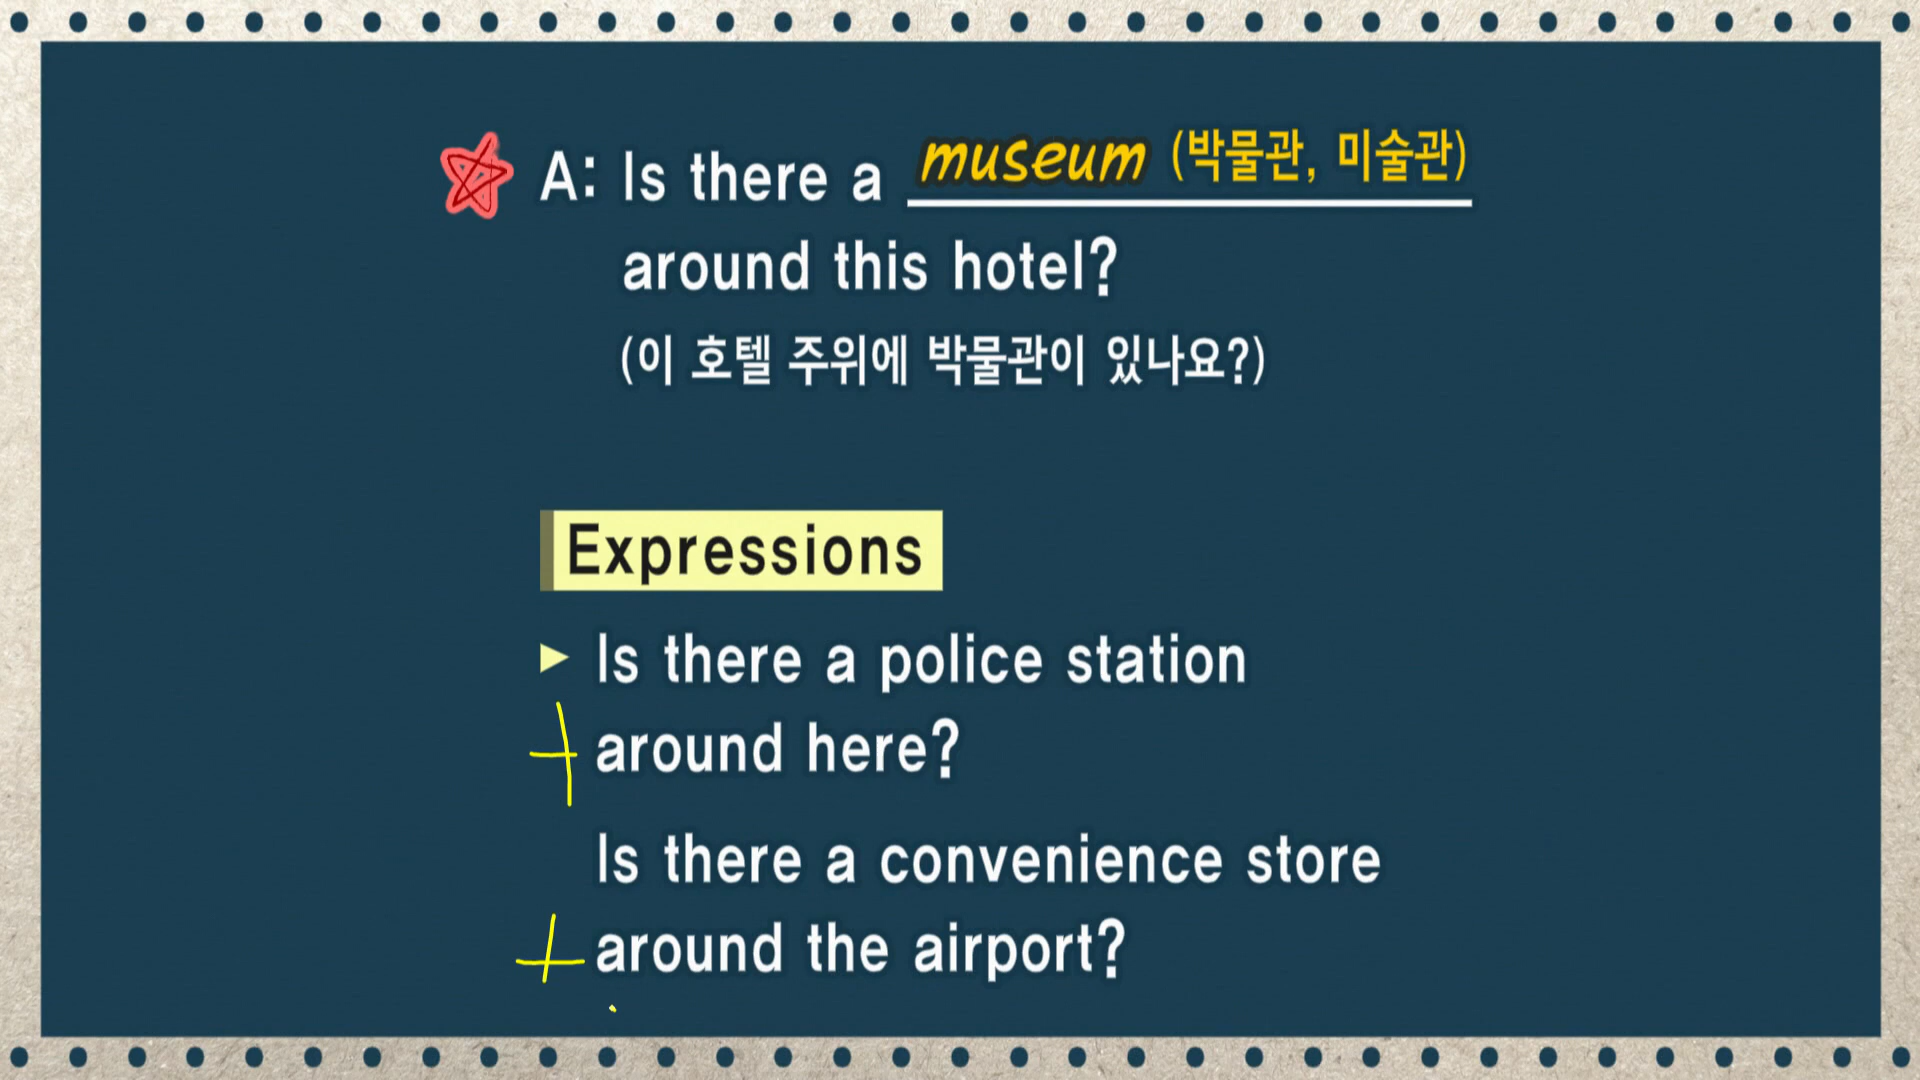 A: Is there a museum (박물관, 미술관)
around this hotel?
(이 호텔 주위에 박물관이 있나요?)
Expressions
▶ Is there a police station
around here?
Is there a convenience store
around the airport?